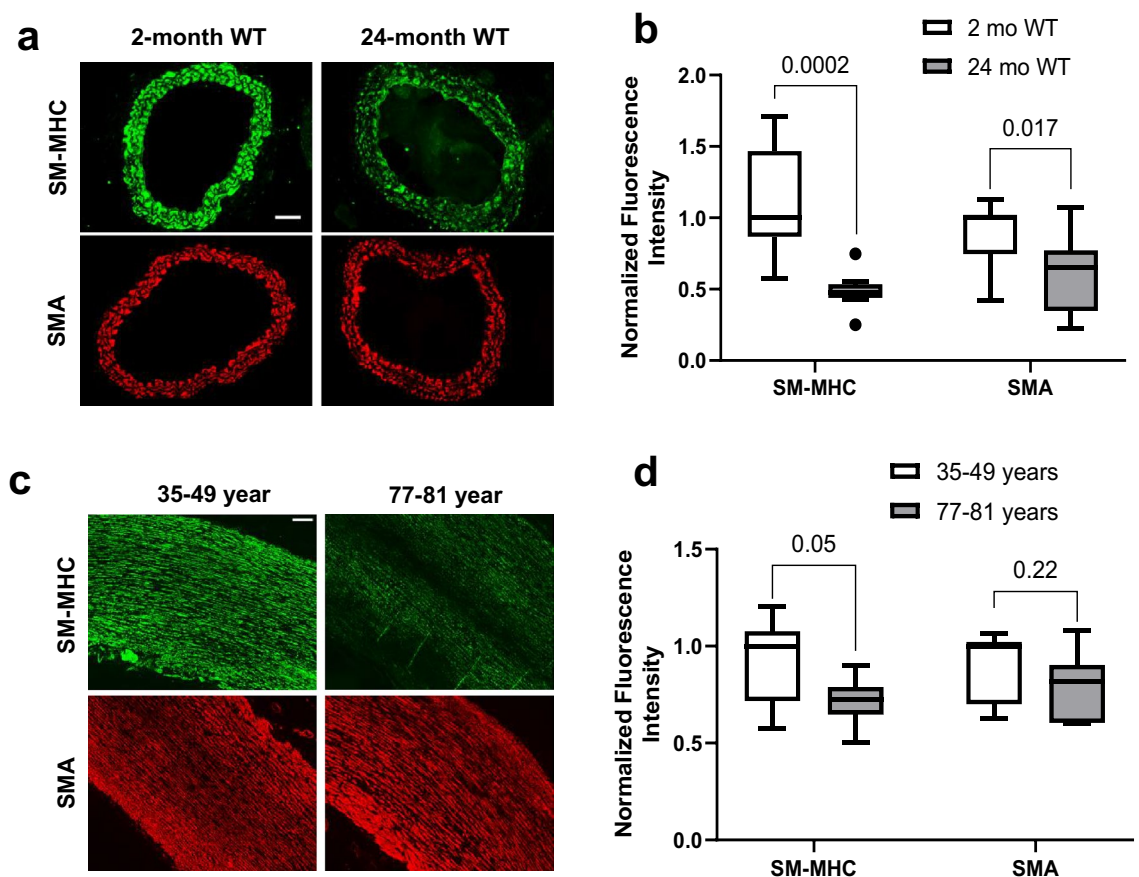 a
2-month WT
24-month WT
SM-MHC
SMA
b
2 mo WT
24 mo WT
Normalized Fluorescence
Intensity
2.0
1.5
1.0
0.5
0.0
0.0002
0.017
SM-MHC
SMA
c
35-49 year
77-81 year
SM-MHC
SMA
d
35-49 years
77-81 years
Normalized Fluorescence
Intensity
1.5
1.0
0.5
0.0
0.05
0.22
SM-MHC
SMA